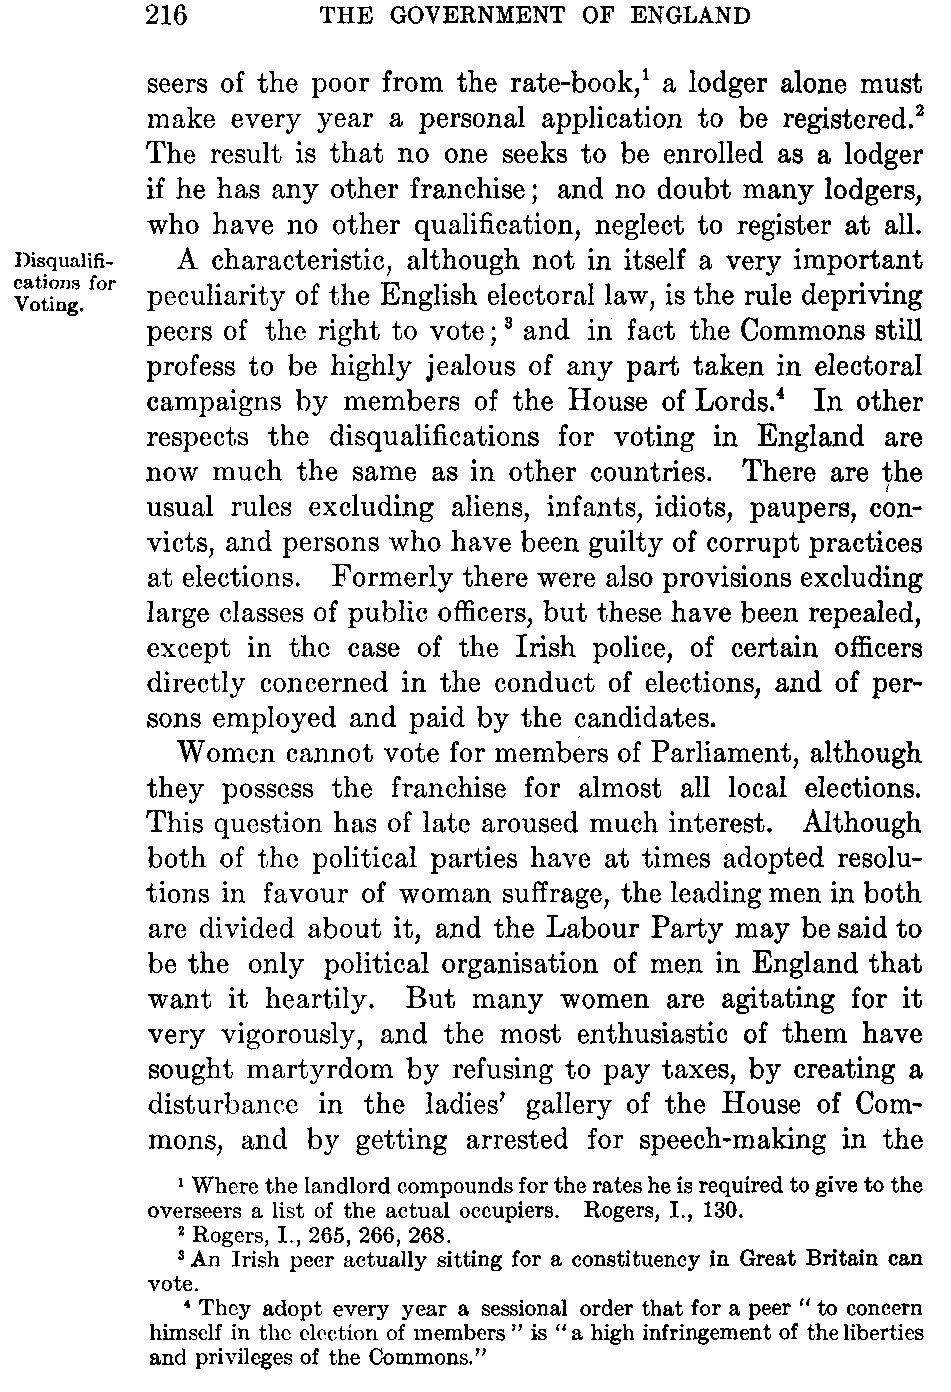 216 THE GOVERNMENT OF ENGLAND
seers of the poor from the rate-book,¹ a lodger alone must
make every year a personal application to be registered.²
The result is that no one seeks to be enrolled as a lodger
if he has any other franchise; and no doubt many lodgers,
who have no other qualification, neglect to register at all.
Disqualifi-
cations for
Voting.
A characteristic, although not in itself a very important
peculiarity of the English electoral law, is the rule depriving
peers of the right to vote;³ and in fact the Commons still
profess to be highly jealous of any part taken in electoral
campaigns by members of the House of Lords.⁴ In other
respects the disqualifications for voting in England are
now much the same as in other countries. There are the
usual rules excluding aliens, infants, idiots, paupers, con-
victs, and persons who have been guilty of corrupt practices
at elections. Formerly there were also provisions excluding
large classes of public officers, but these have been repealed,
except in the case of the Irish police, of certain officers
directly concerned in the conduct of elections, and of per-
sons employed and paid by the candidates.
Women cannot vote for members of Parliament, although
they possess the franchise for almost all local elections.
This question has of late aroused much interest. Although
both of the political parties have at times adopted resolu-
tions in favour of woman suffrage, the leading men in both
are divided about it, and the Labour Party may be said to
be the only political organisation of men in England that
want it heartily. But many women are agitating for it
very vigorously, and the most enthusiastic of them have
sought martyrdom by refusing to pay taxes, by creating a
disturbance in the ladies' gallery of the House of Com-
mons, and by getting arrested for speech-making in the
¹ Where the landlord compounds for the rates he is required to give to the
overseers a list of the actual occupiers. Rogers, I., 130.
² Rogers, I., 265, 266, 268.
³ An Irish peer actually sitting for a constituency in Great Britain can
vote.
⁴ They adopt every year a sessional order that for a peer "to concern
himself in the election of members" is "a high infringement of the liberties
and privileges of the Commons."